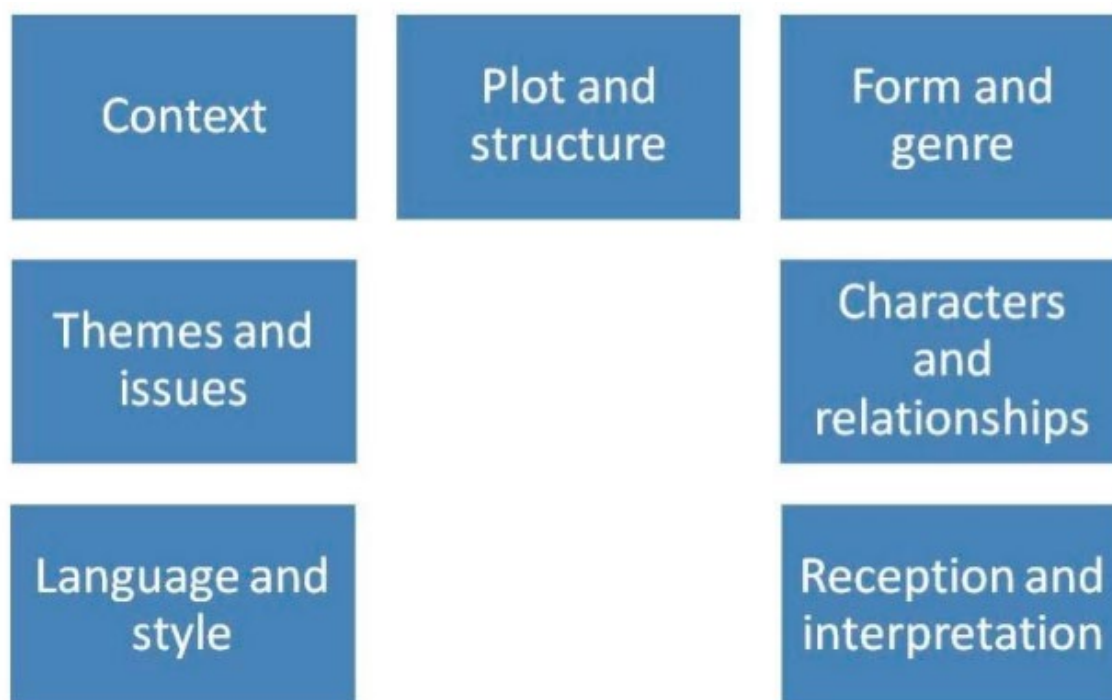 Context
Plot and
structure
Form and
genre
Themes and
issues
Characters
and
relationships
Language and
style
Reception and
interpretation